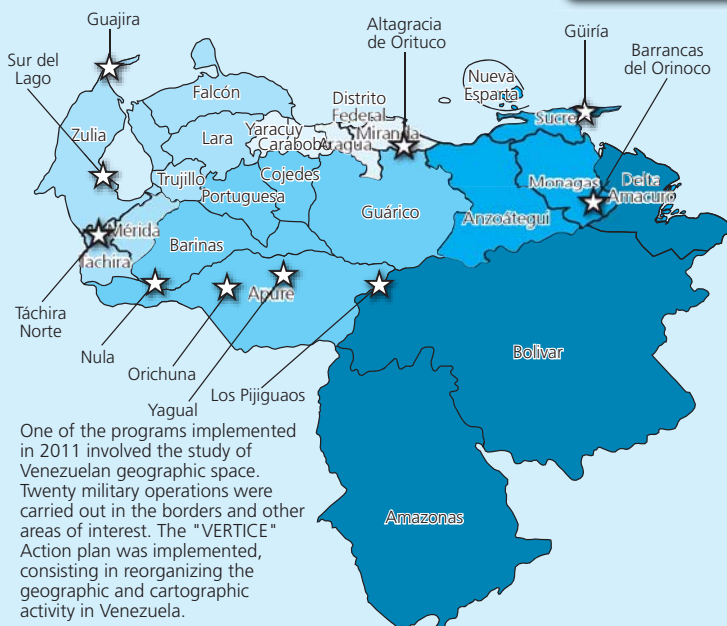 Guajira
Altagracia
de Orituco
Güiría
Barrancas
del Orinoco
Sur del
Lago
Nueva
Esparta
Falcón
Distrito
Federal
Sucre
Zulia
Lara
Yaracuy
Carabobo
Aragua
Miranda
Trujillo
Cojedes
Portuguesa
Monagas
Delta
Amacuro
Guárico
Anzoátegui
Mérida
Barinas
Táchira
Apure
Táchira
Norte
Nula
Orichuna
Yagual
Los Pijiguaos
Bolivar
Amazonas
One of the programs implemented
in 2011 involved the study of
Venezuelan geographic space.
Twenty military operations were
carried out in the borders and other
areas of interest. The "VERTICE"
Action plan was implemented,
consisting in reorganizing the
geographic and cartographic
activity in Venezuela.